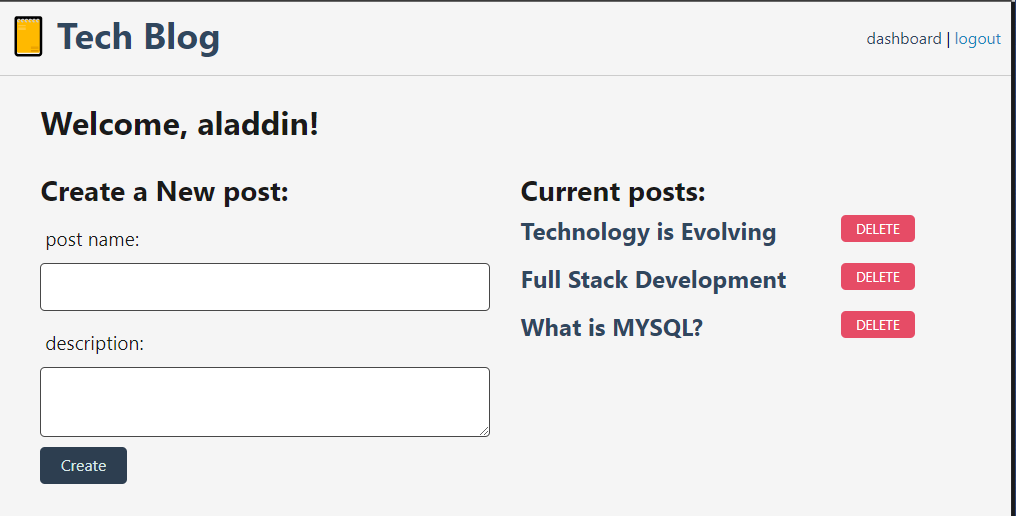 Tech Blog
dashboard | logout
Welcome, aladdin!
Create a New post:
post name:
description:
Create
Current posts:
Technology is Evolving DELETE
Full Stack Development DELETE
What is MYSQL? DELETE